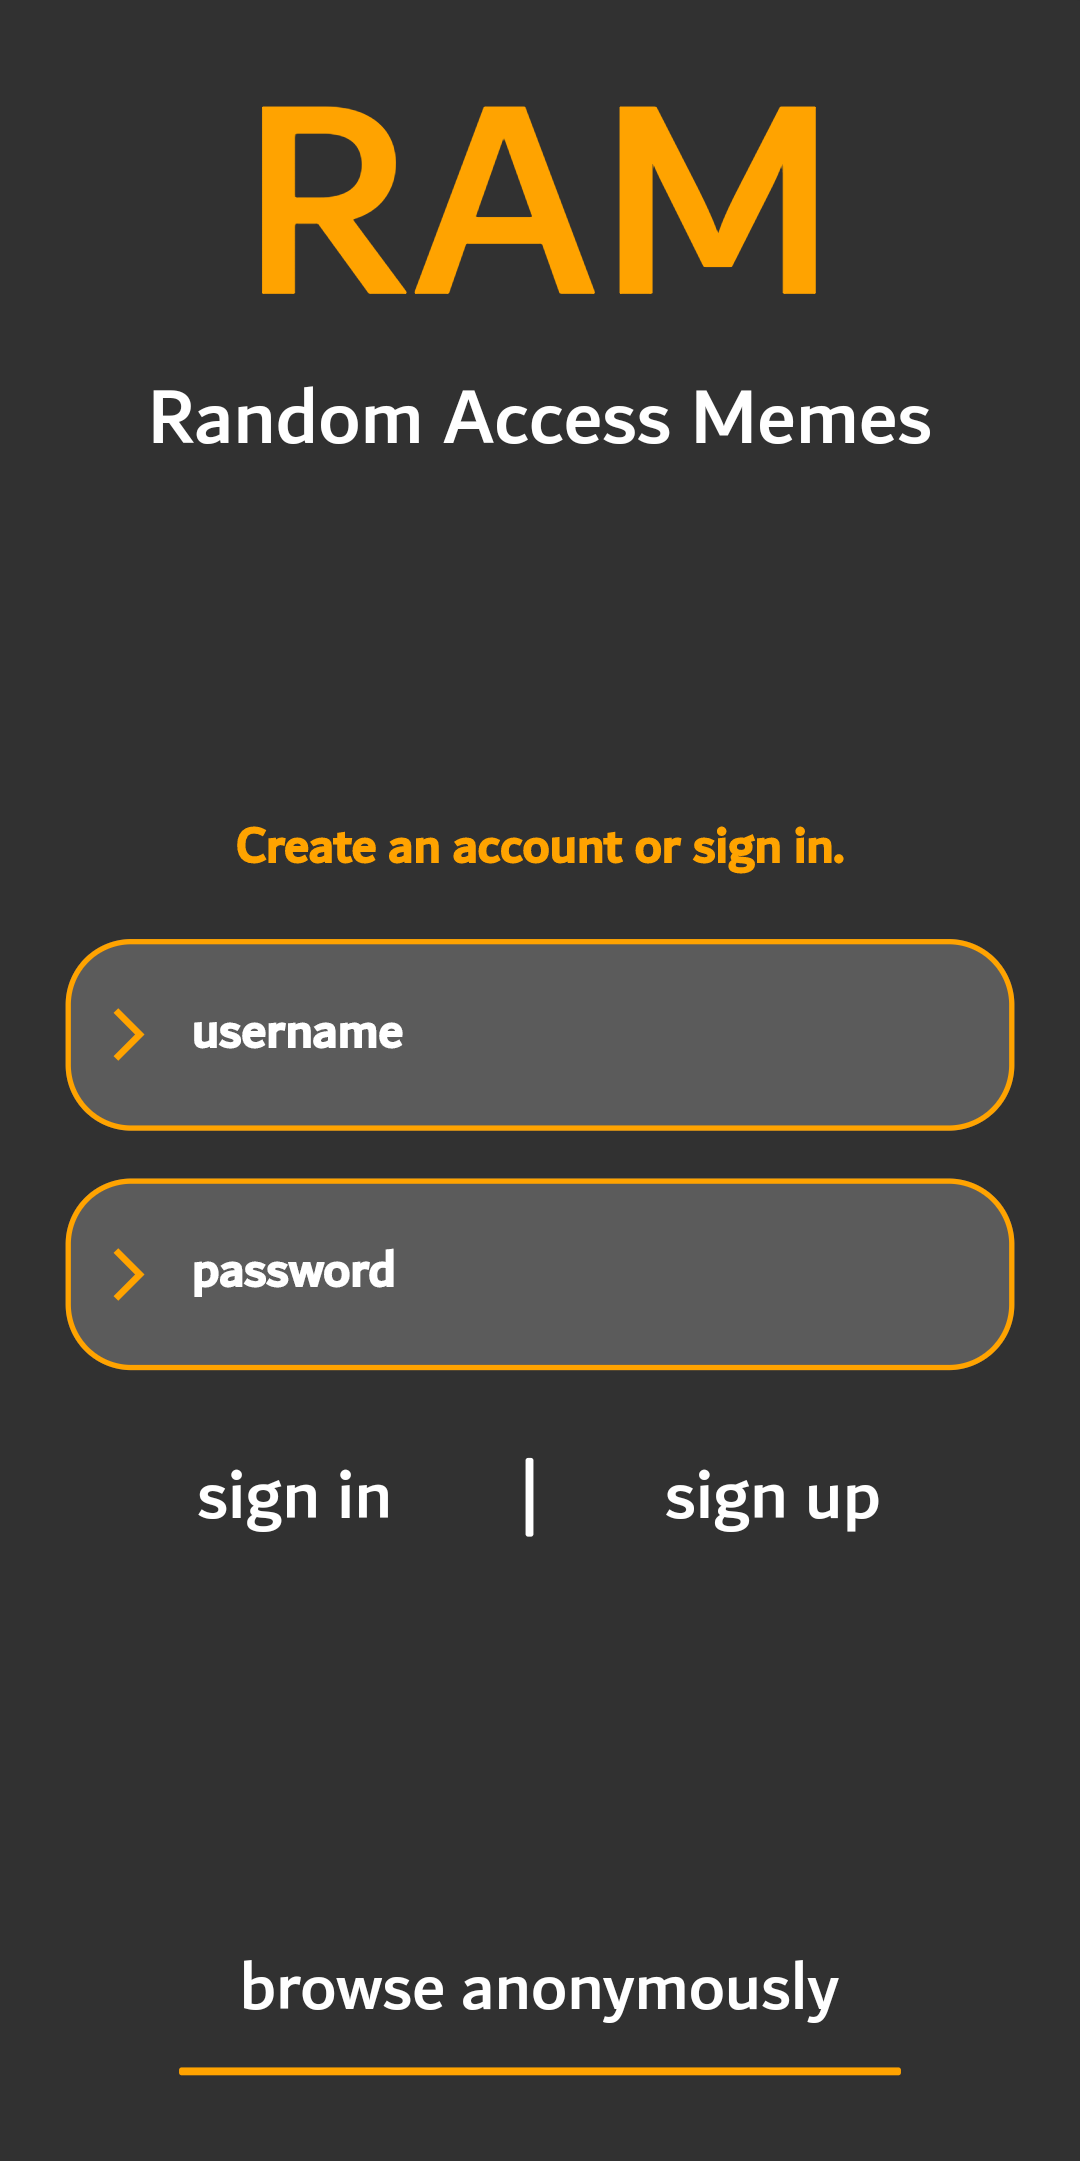 RAM
Random Access Memes
Create an account or sign in.
username
password
sign in | sign up
browse anonymously